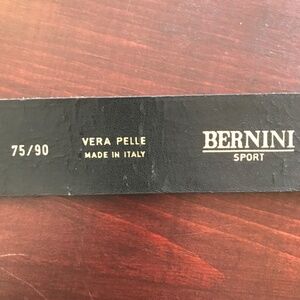 75/90
VERA PELLE
MADE IN ITALY
BERNINI
SPORT